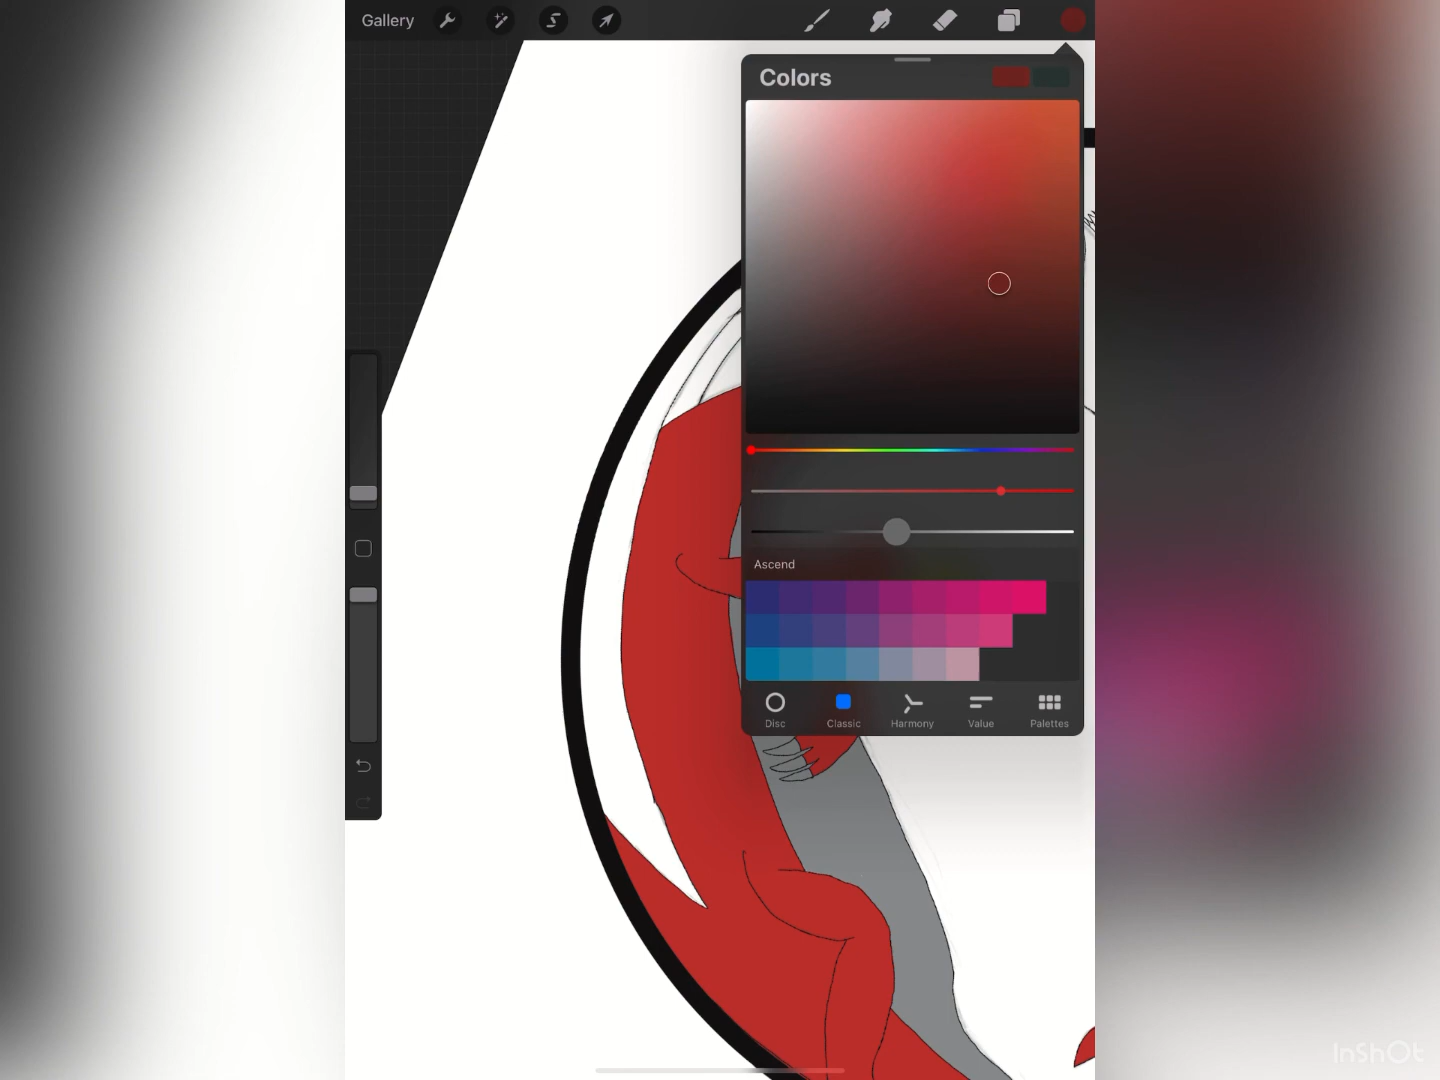 Gallery
Colors
Ascend
Disc Classic Harmony Value Palettes
InShOt